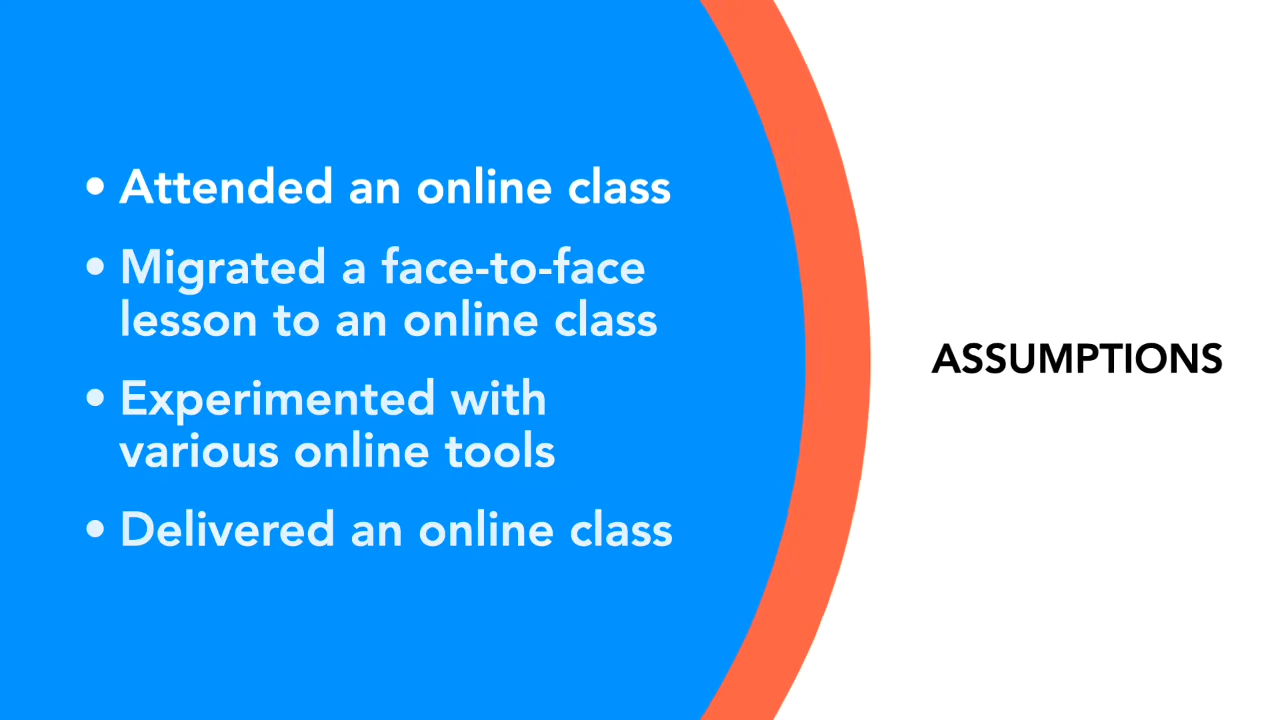 • Attended an online class
• Migrated a face-to-face
lesson to an online class
• Experimented with
various online tools
• Delivered an online class
ASSUMPTIONS